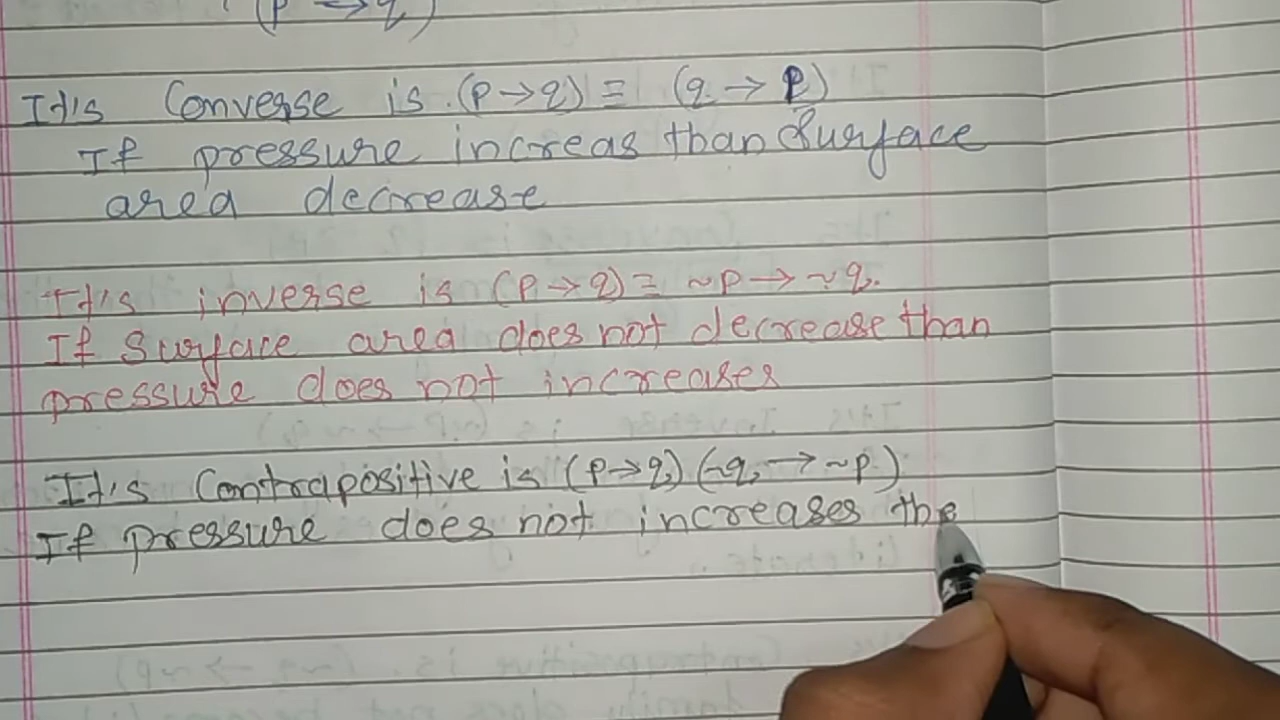 (p → q)
It's Converse is (p → q) = (q → p)
If pressure increas than Surface
area decrease
It's inverse is (p → q) = ~p → ~q.
If Surface area does not decrease than
pressure does not increases
It's Contrapositive is (p → q) (~q → ~p)
If pressure does not increases the